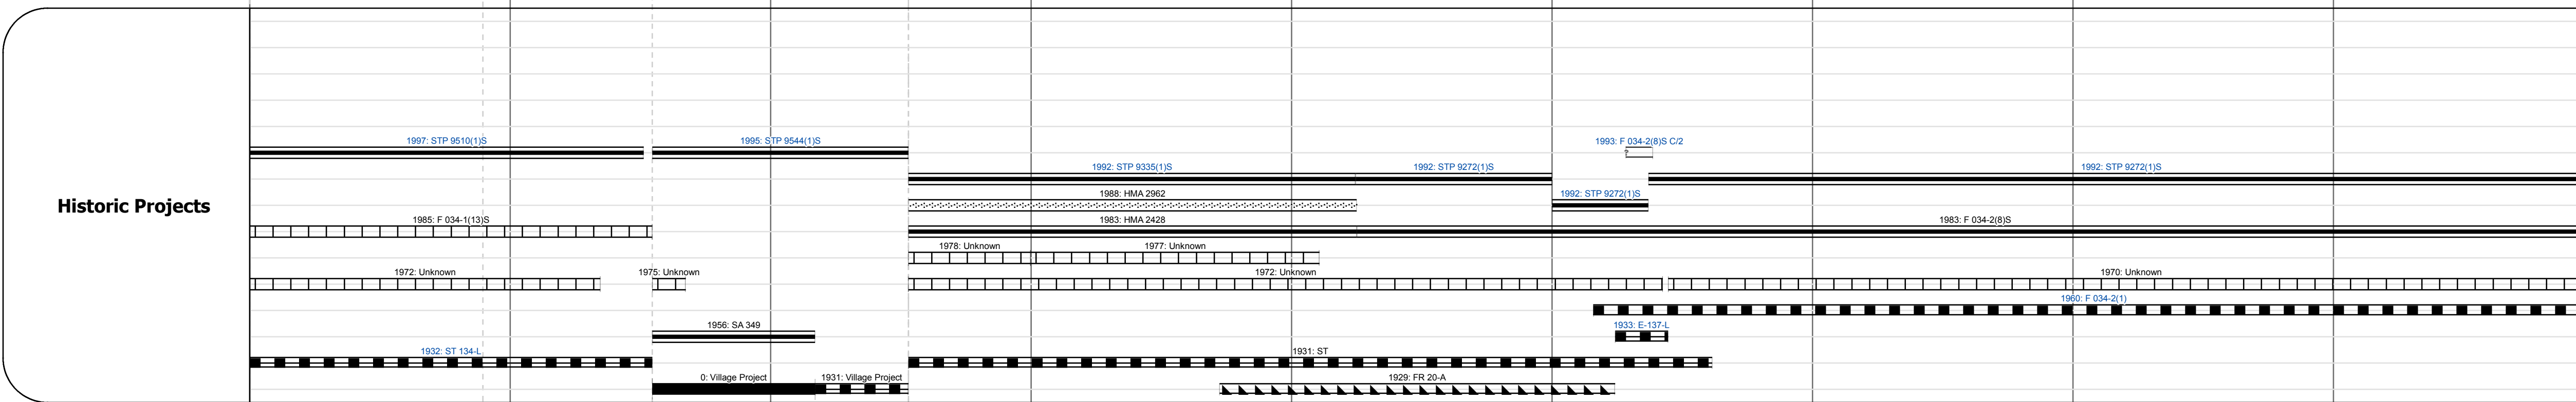 1997: STP 9510(1)S
1995: STP 9544(1)S
1993: F 034-2(8)S C/2
?
1992: STP 9335(1)S
1992: STP 9272(1)S
1992: STP 9272(1)S
1988: HMA 2962
1992: STP 9272(1)S
Historic Projects
1985: F 034-1(13)S
1983: HMA 2428
1983: F 034-2(8)S
1978: Unknown
1977: Unknown
1972: Unknown
1975: Unknown
1972: Unknown
1970: Unknown
1960: F 034-2(1)
1956: SA 349
1933: E-137-L
1932: ST 134-L
1931: ST
0: Village Project
1931: Village Project
1929: FR 20-A